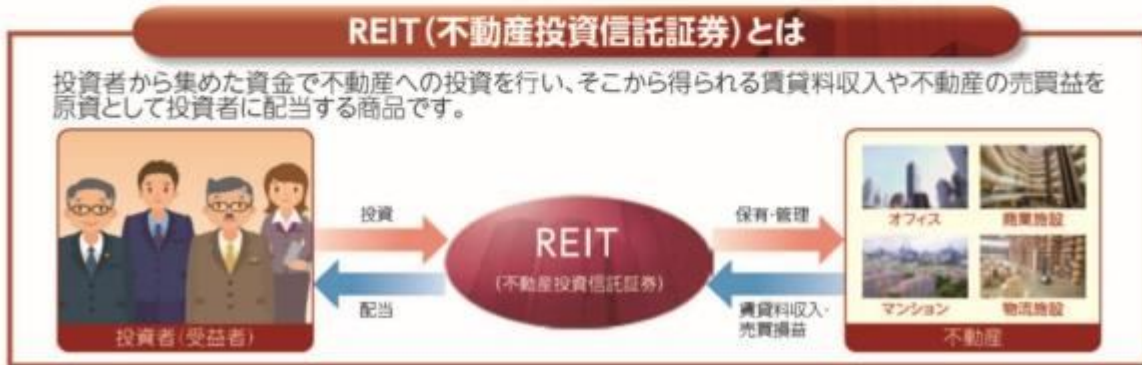 REIT(不動産投資信託証券)とは
投資者から集めた資金で不動産への投資を行い、そこから得られる賃貸料収入や不動産の売買益を
原資として投資者に配当する商品です。
投資者(受益者)
投資
配当
REIT
(不動産投資信託証券)
保有・管理
賃貸料収入・
売買損益
オフィス
商業施設
マンション
物流施設
不動産